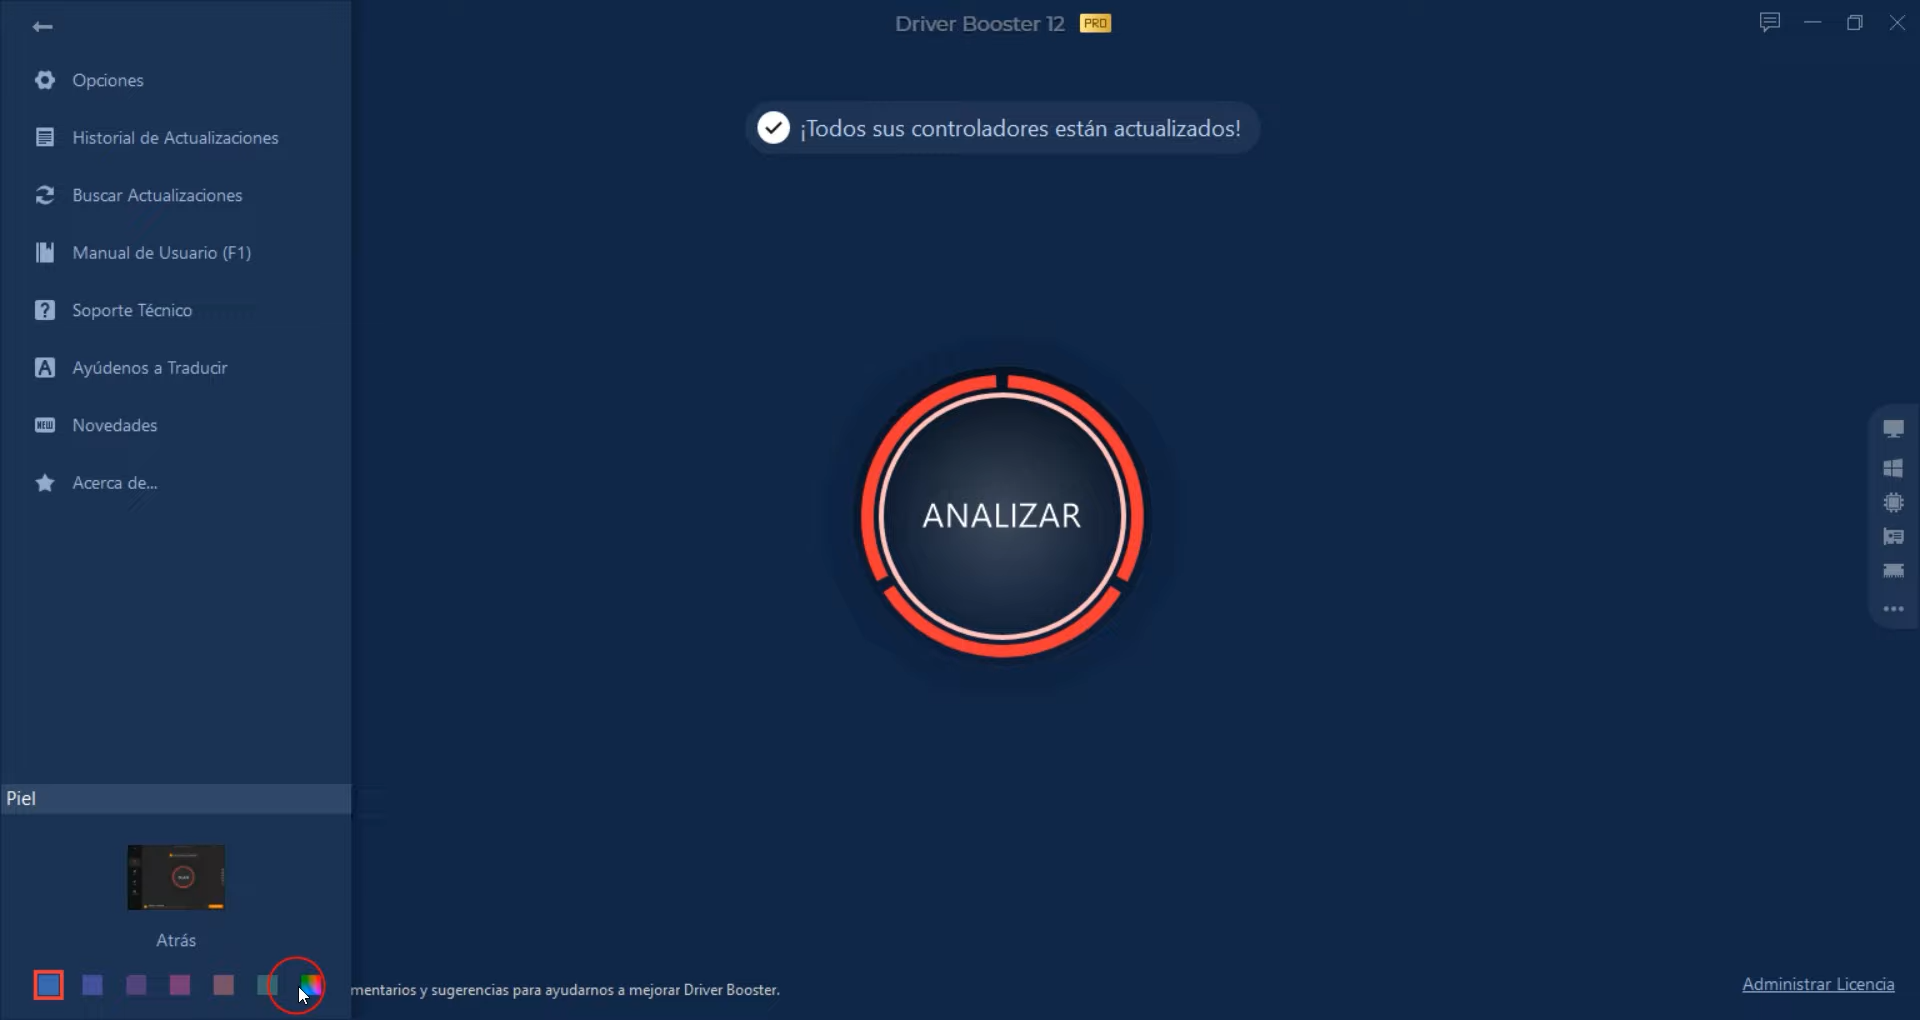 Driver Booster 12 PRO
Opciones
¡Todos sus controladores están actualizados!
Historial de Actualizaciones
Buscar Actualizaciones
Manual de Usuario (F1)
Soporte Técnico
Ayúdenos a Traducir
NEW Novedades
Acerca de...
ANALIZAR
Piel
Atrás
mentarios y sugerencias para ayudarnos a mejorar Driver Booster.
Administrar Licencia